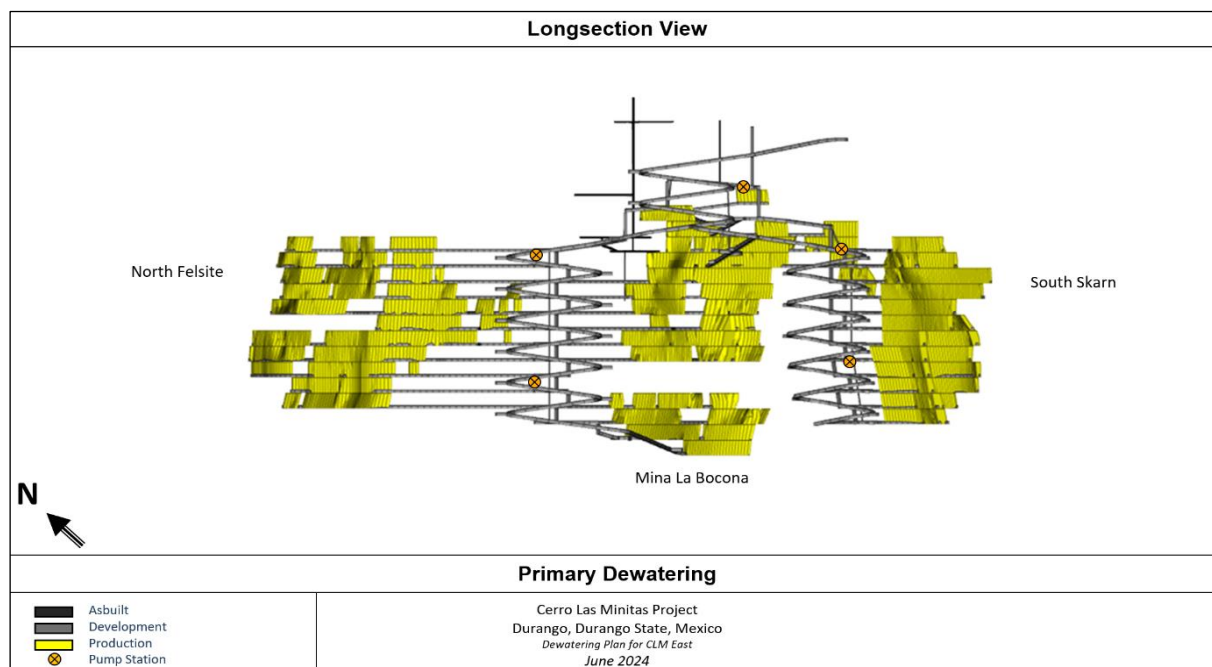 Longsection View
North Felsite
South Skarn
Mina La Bocona
N
Primary Dewatering
Asbuilt
Development
Production
Pump Station
Cerro Las Minitas Project
Durango, Durango State, Mexico
Dewatering Plan for CLM East
June 2024